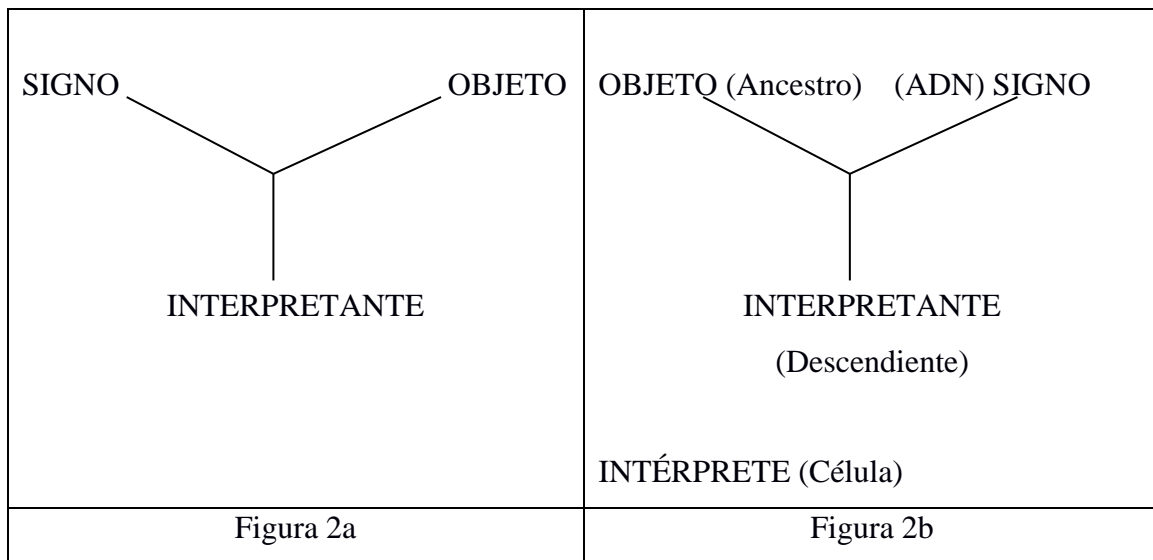 SIGNO OBJETO
INTERPRETANTE
Figura 2a
OBJETO (Ancestro) (ADN) SIGNO
INTERPRETANTE
(Descendiente)
INTÉRPRETE (Célula)
Figura 2b